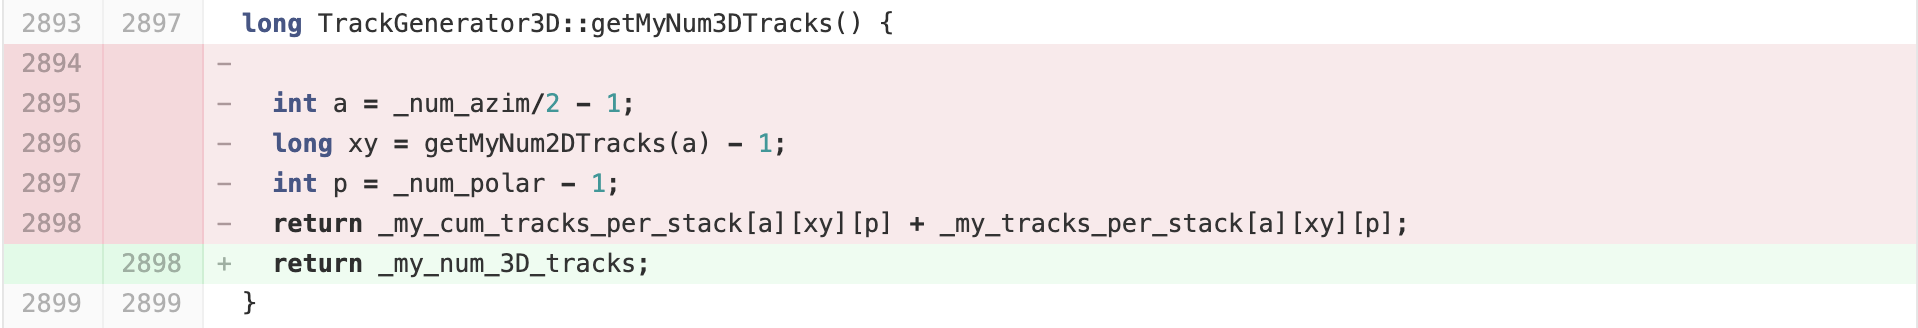 2893 2897 long TrackGenerator3D::getMyNum3DTracks() {
2894 −
2895 − int a = _num_azim/2 − 1;
2896 − long xy = getMyNum2DTracks(a) − 1;
2897 − int p = _num_polar − 1;
2898 − return _my_cum_tracks_per_stack[a][xy][p] + _my_tracks_per_stack[a][xy][p];
2898 + return _my_num_3D_tracks;
2899 2899 }